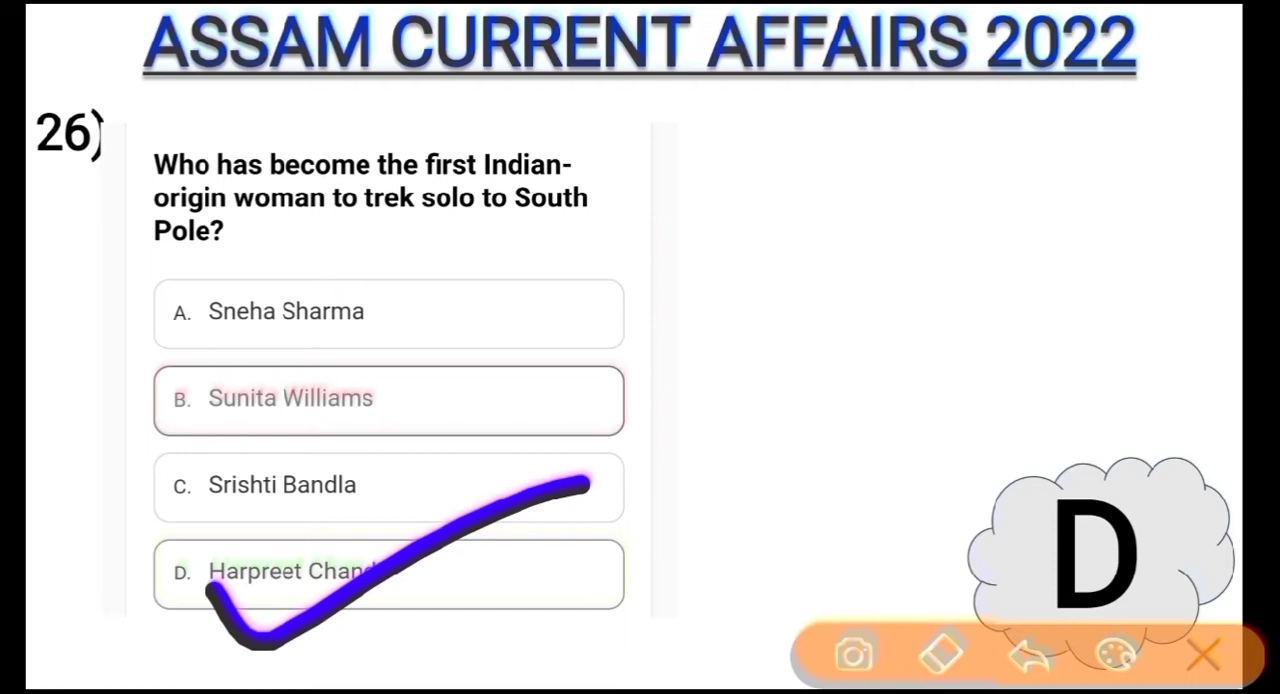 ASSAM CURRENT AFFAIRS 2022
26)
Who has become the first Indian-
origin woman to trek solo to South
Pole?
A. Sneha Sharma
B. Sunita Williams
C. Srishti Bandla
D. Harpreet
D